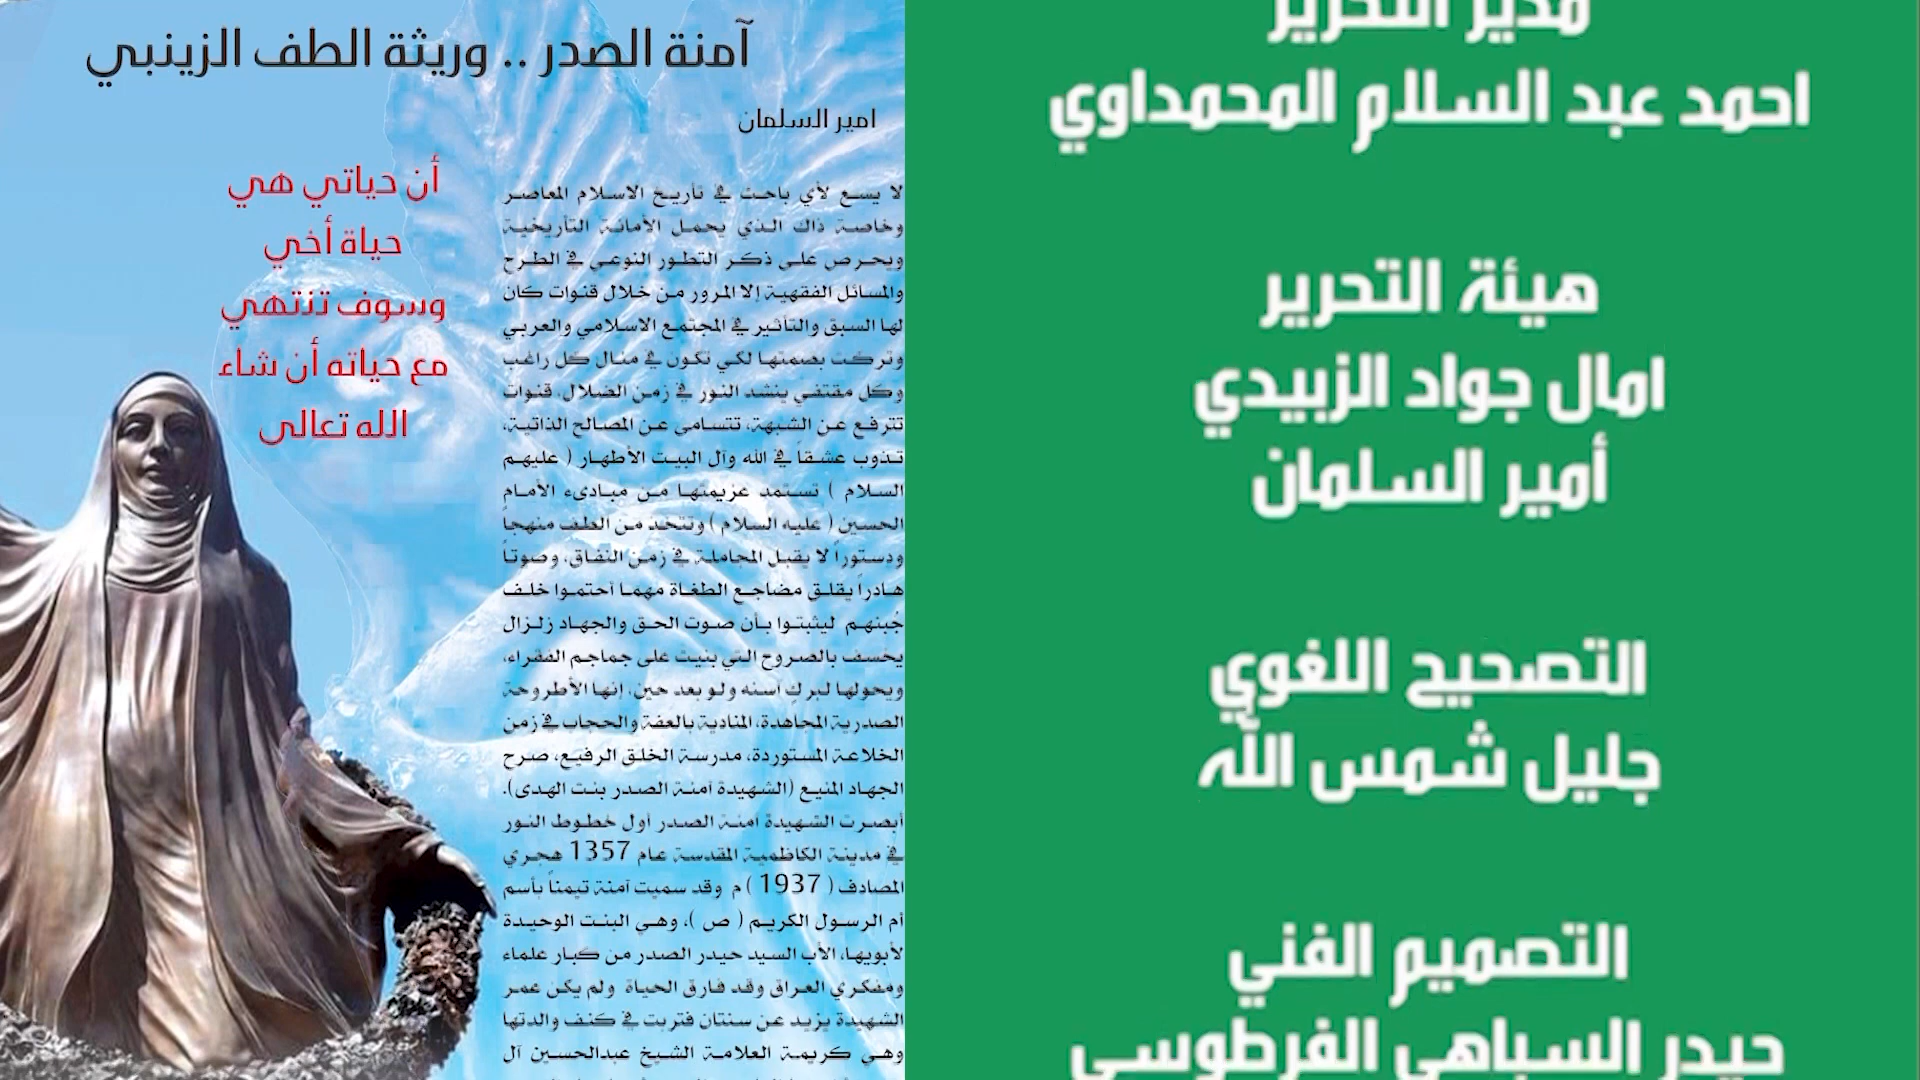 آمنة الصدر .. وريثة الطف الزينبي
امير السلمان
أن حياتي هي
حياة أخي
وسوف تنتهي
مع حياته أن شاء
الله تعالى
لا يسع لأي باحث في تأريخ الاسلام المعاصر
وخاصة ذاك الذي يحمل الأمانة التأريخية
ويحرص على ذكر التطور النوعي في الطرح
والمسائل الفقهية إلا المرور من خلال قنوات كان
لها السبق والتأثير في المجتمع الاسلامي والعربي
وتركت بصمتها لكي تكون في منال كل راغب
وكل مقتفي ينشد النور في زمن الضلال، قنوات
تترفع عن الشبهة، تتسامى عن المصالح الذاتية،
تذوب عشقاً في الله وآل البيت الأطهار ( عليهم
السلام ) تستمد عزيمتها من مبادىء الأمام
الحسين ( عليه السلام ) وتتخذ من الطف منهجاً
ودستوراً لا يقبل المجاملة في زمن النفاق، وصوتاً
هادراً يقلق مضاجع الطغاة مهما أحتموا خلف
جُبنهم ليثبتوا بأن صوت الحق والجهاد زلزال
يخسف بالصروح التي بنيت على جماجم الفقراء،
ويحولها لبركٍ آسنه ولو بعد حين، إنها الأطروحة
الصدرية المجاهدة، المنادية بالعفة والحجاب في زمن
الخلاعة المستوردة، مدرسة الخلق الرفيع، صرح
الجهاد المنيع (الشهيدة آمنة الصدر بنت الهدى).
أبصرت الشهيدة آمنة الصدر أول خطوط النور
في مدينة الكاظمية المقدسة عام 1357 هجري
المصادف ( 1937 ) م وقد سميت آمنة تيمناً بأسم
أم الرسول الكريم ( ص )، وهي البنت الوحيدة
لأبويها، الأب السيد حيدر الصدر من كبار علماء
ومفكري العراق وقد فارق الحياة ولم يكن عمر
الشهيدة يزيد عن سنتان فتربت في كنف والدتها
وهي كريمة العلامة الشيخ عبدالحسين آل
مدير التحرير
احمد عبد السلام المحمداوي
هيئة التحرير
امال جواد الزبيدي
أمير السلمان
التصحيح اللغوي
جليل شمس الله
التصميم الفني
حيدر السباهي الفرطوسي